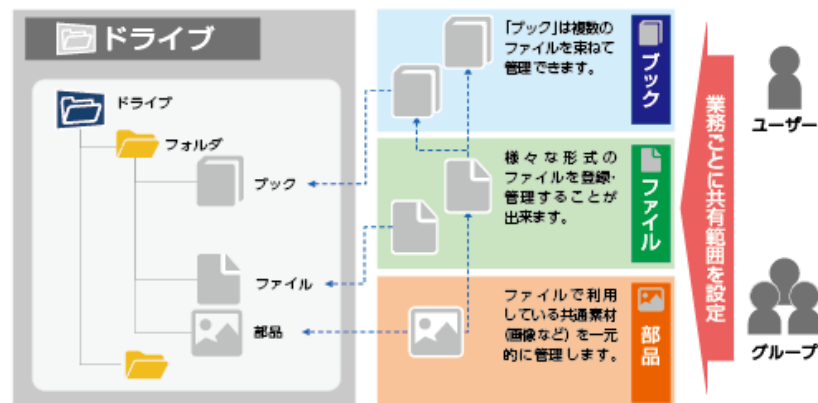 ドライブ
ドライブ
フォルダ
ブック
ファイル
部品
「ブック」は複数の
ファイルを束ねて
管理できます。
ブック
様々な形式の
ファイルを登録・
管理することが
出来ます。
ファイル
ファイルで利用
している共通素材
(画像など)を一元
的に管理します。
部品
業務ごとに共有範囲を設定
ユーザー
グループ